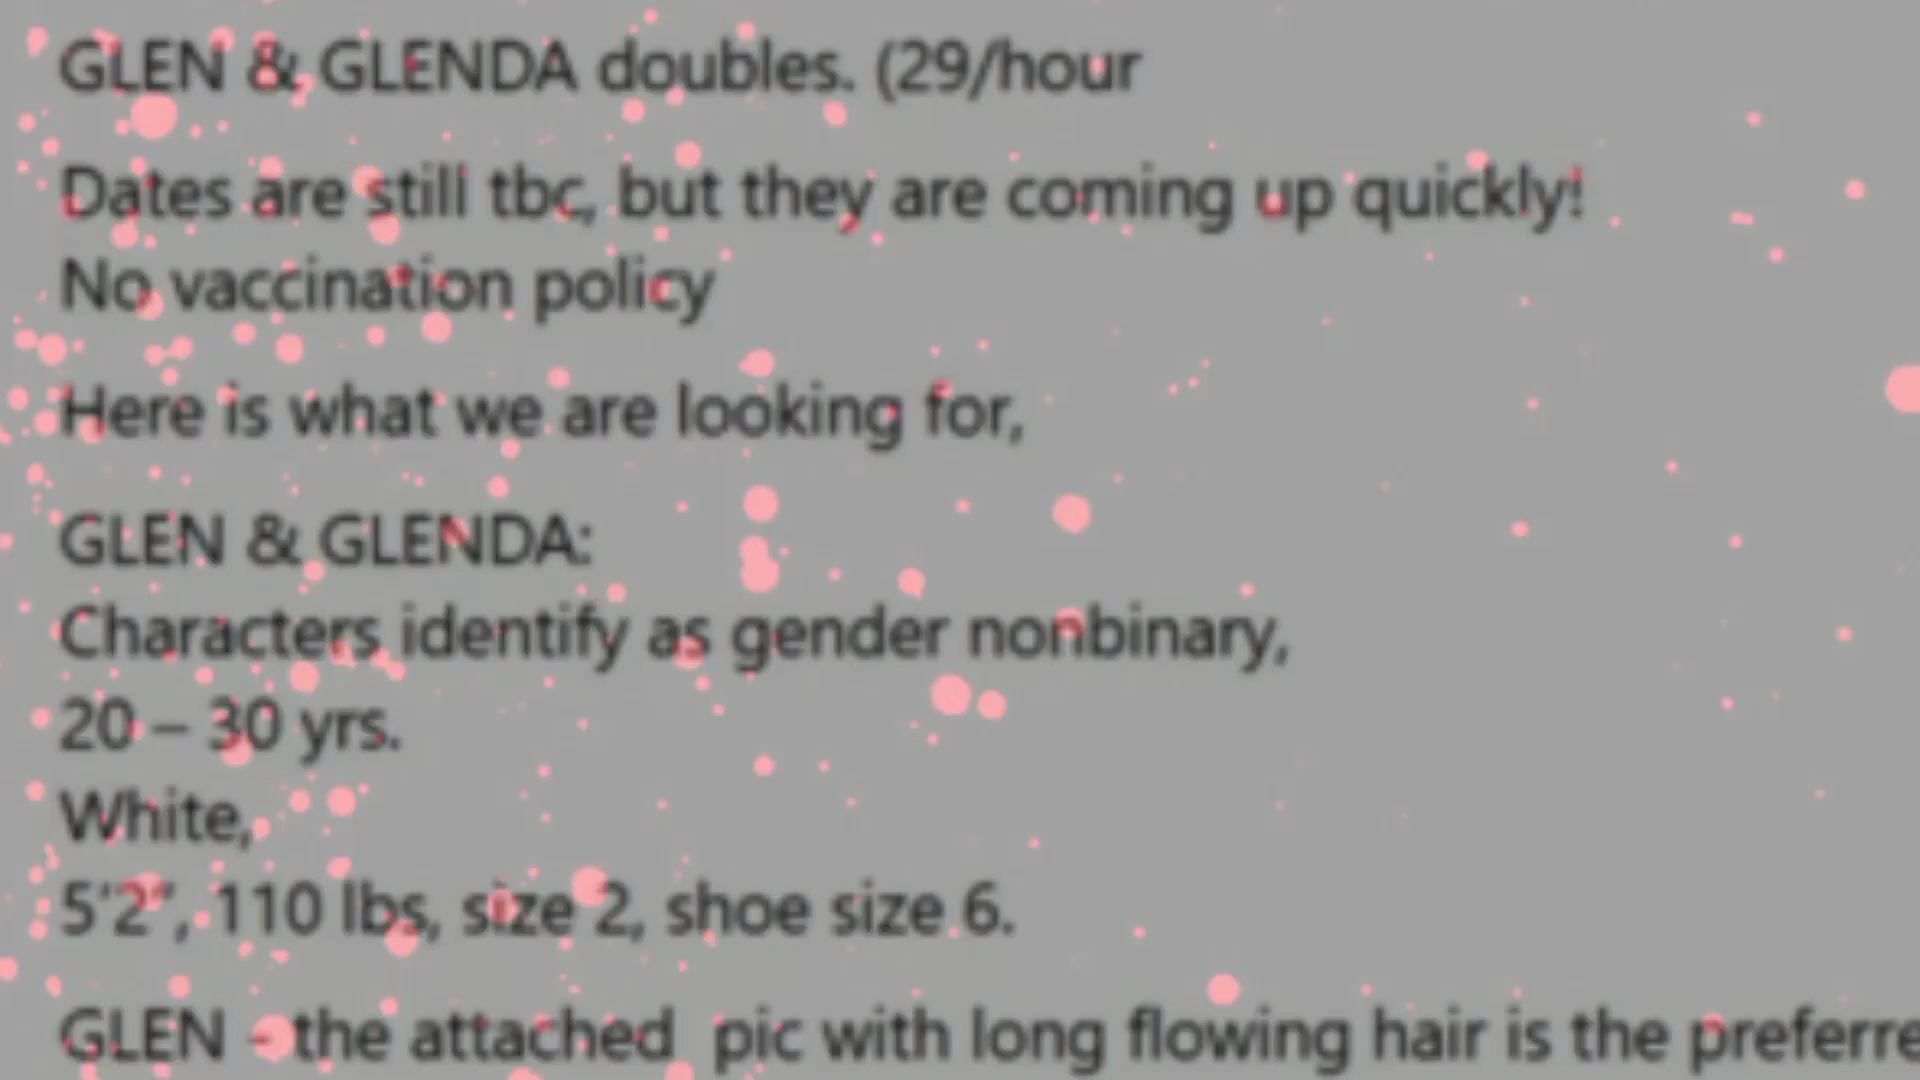 GLEN & GLENDA doubles. (29/hour
Dates are still tbc, but they are coming up quickly!
No vaccination policy
Here is what we are looking for,
GLEN & GLENDA:
Characters identify as gender nonbinary,
20 – 30 yrs.
White,
5'2", 110 lbs, size 2, shoe size 6.
GLEN - the attached  pic with long flowing hair is the preferre